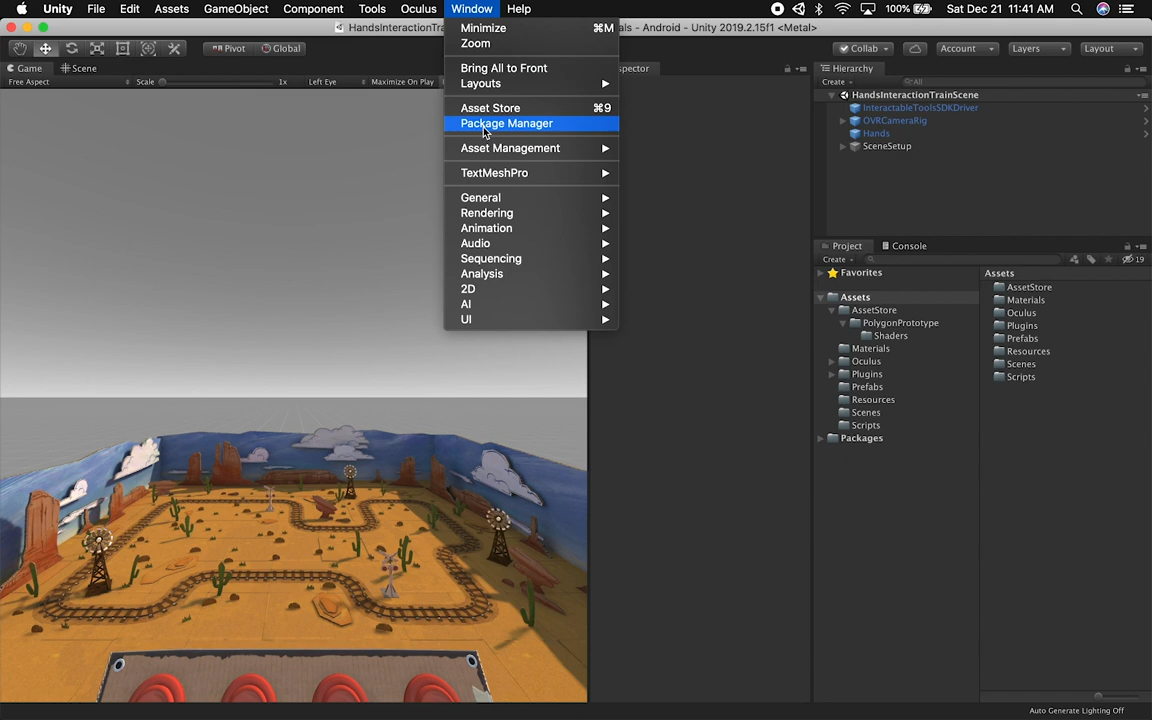 Unity File Edit Assets GameObject Component Tools Oculus Window Help 100% Sat Dec 21 11:41 AM
HandsInteractionTra als - Android - Unity 2019.2.15f1 <Metal>
Pivot Global Collab Account Layers Layout
Game Scene spector Hierarchy
Free Aspect Scale 1x Left Eye Maximize On Play Create All
Minimize ⌘M
Zoom
Bring All to Front
Layouts
Asset Store ⌘9
Package Manager
Asset Management
TextMeshPro
General
Rendering
Animation
Audio
Sequencing
Analysis
2D
AI
UI
HandsInteractionTrainScene
InteractableToolsSDKDriver
OVRCameraRig
Hands
SceneSetup
Project Console
Create 19
Favorites
Assets
AssetStore
PolygonPrototype
Shaders
Materials
Oculus
Plugins
Prefabs
Resources
Scenes
Scripts
Packages
Assets
AssetStore
Materials
Oculus
Plugins
Prefabs
Resources
Scenes
Scripts
Auto Generate Lighting Off